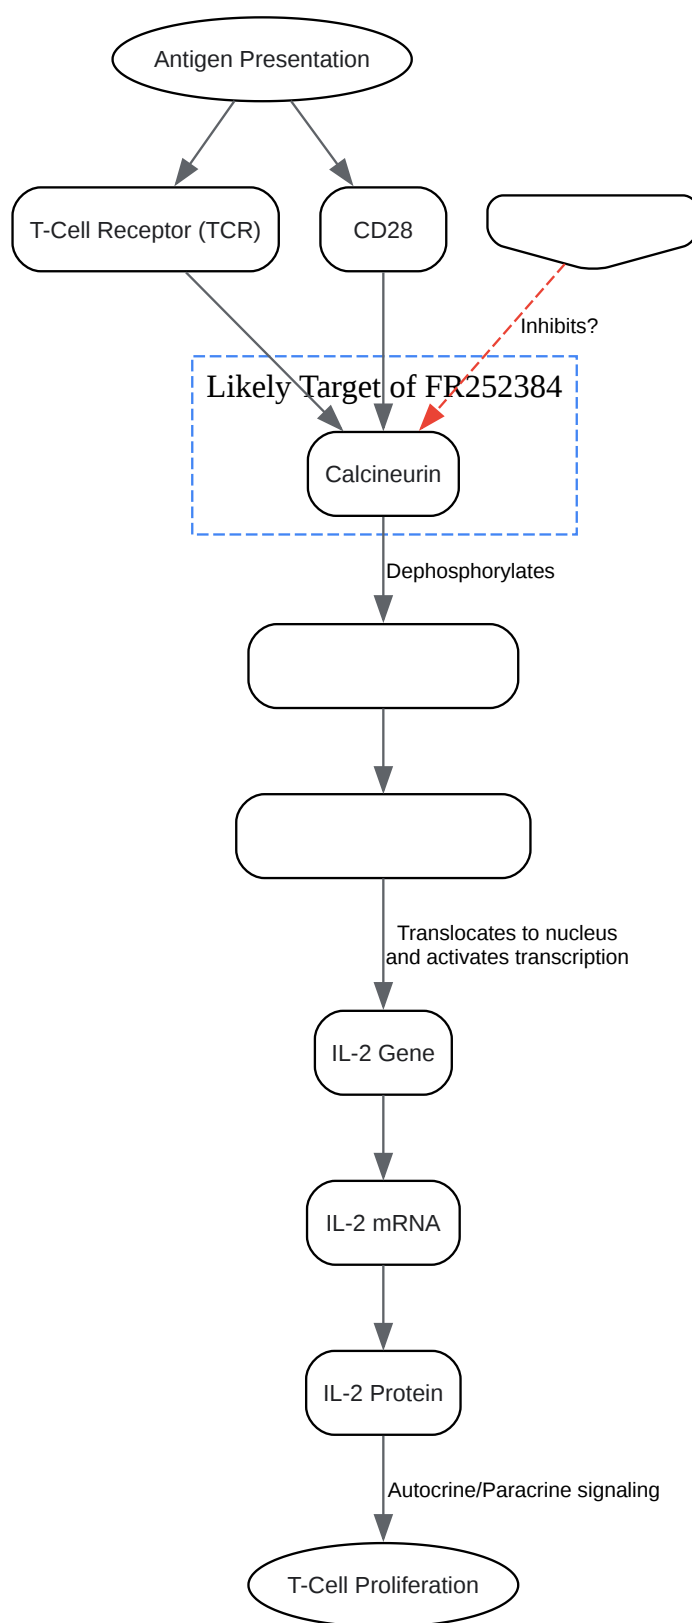 Antigen Presentation
T-Cell Receptor (TCR)
CD28
Inhibits?
Likely Target of FR252384
Calcineurin
Dephosphorylates
Translocates to nucleus
and activates transcription
IL-2 Gene
IL-2 mRNA
IL-2 Protein
Autocrine/Paracrine signaling
T-Cell Proliferation